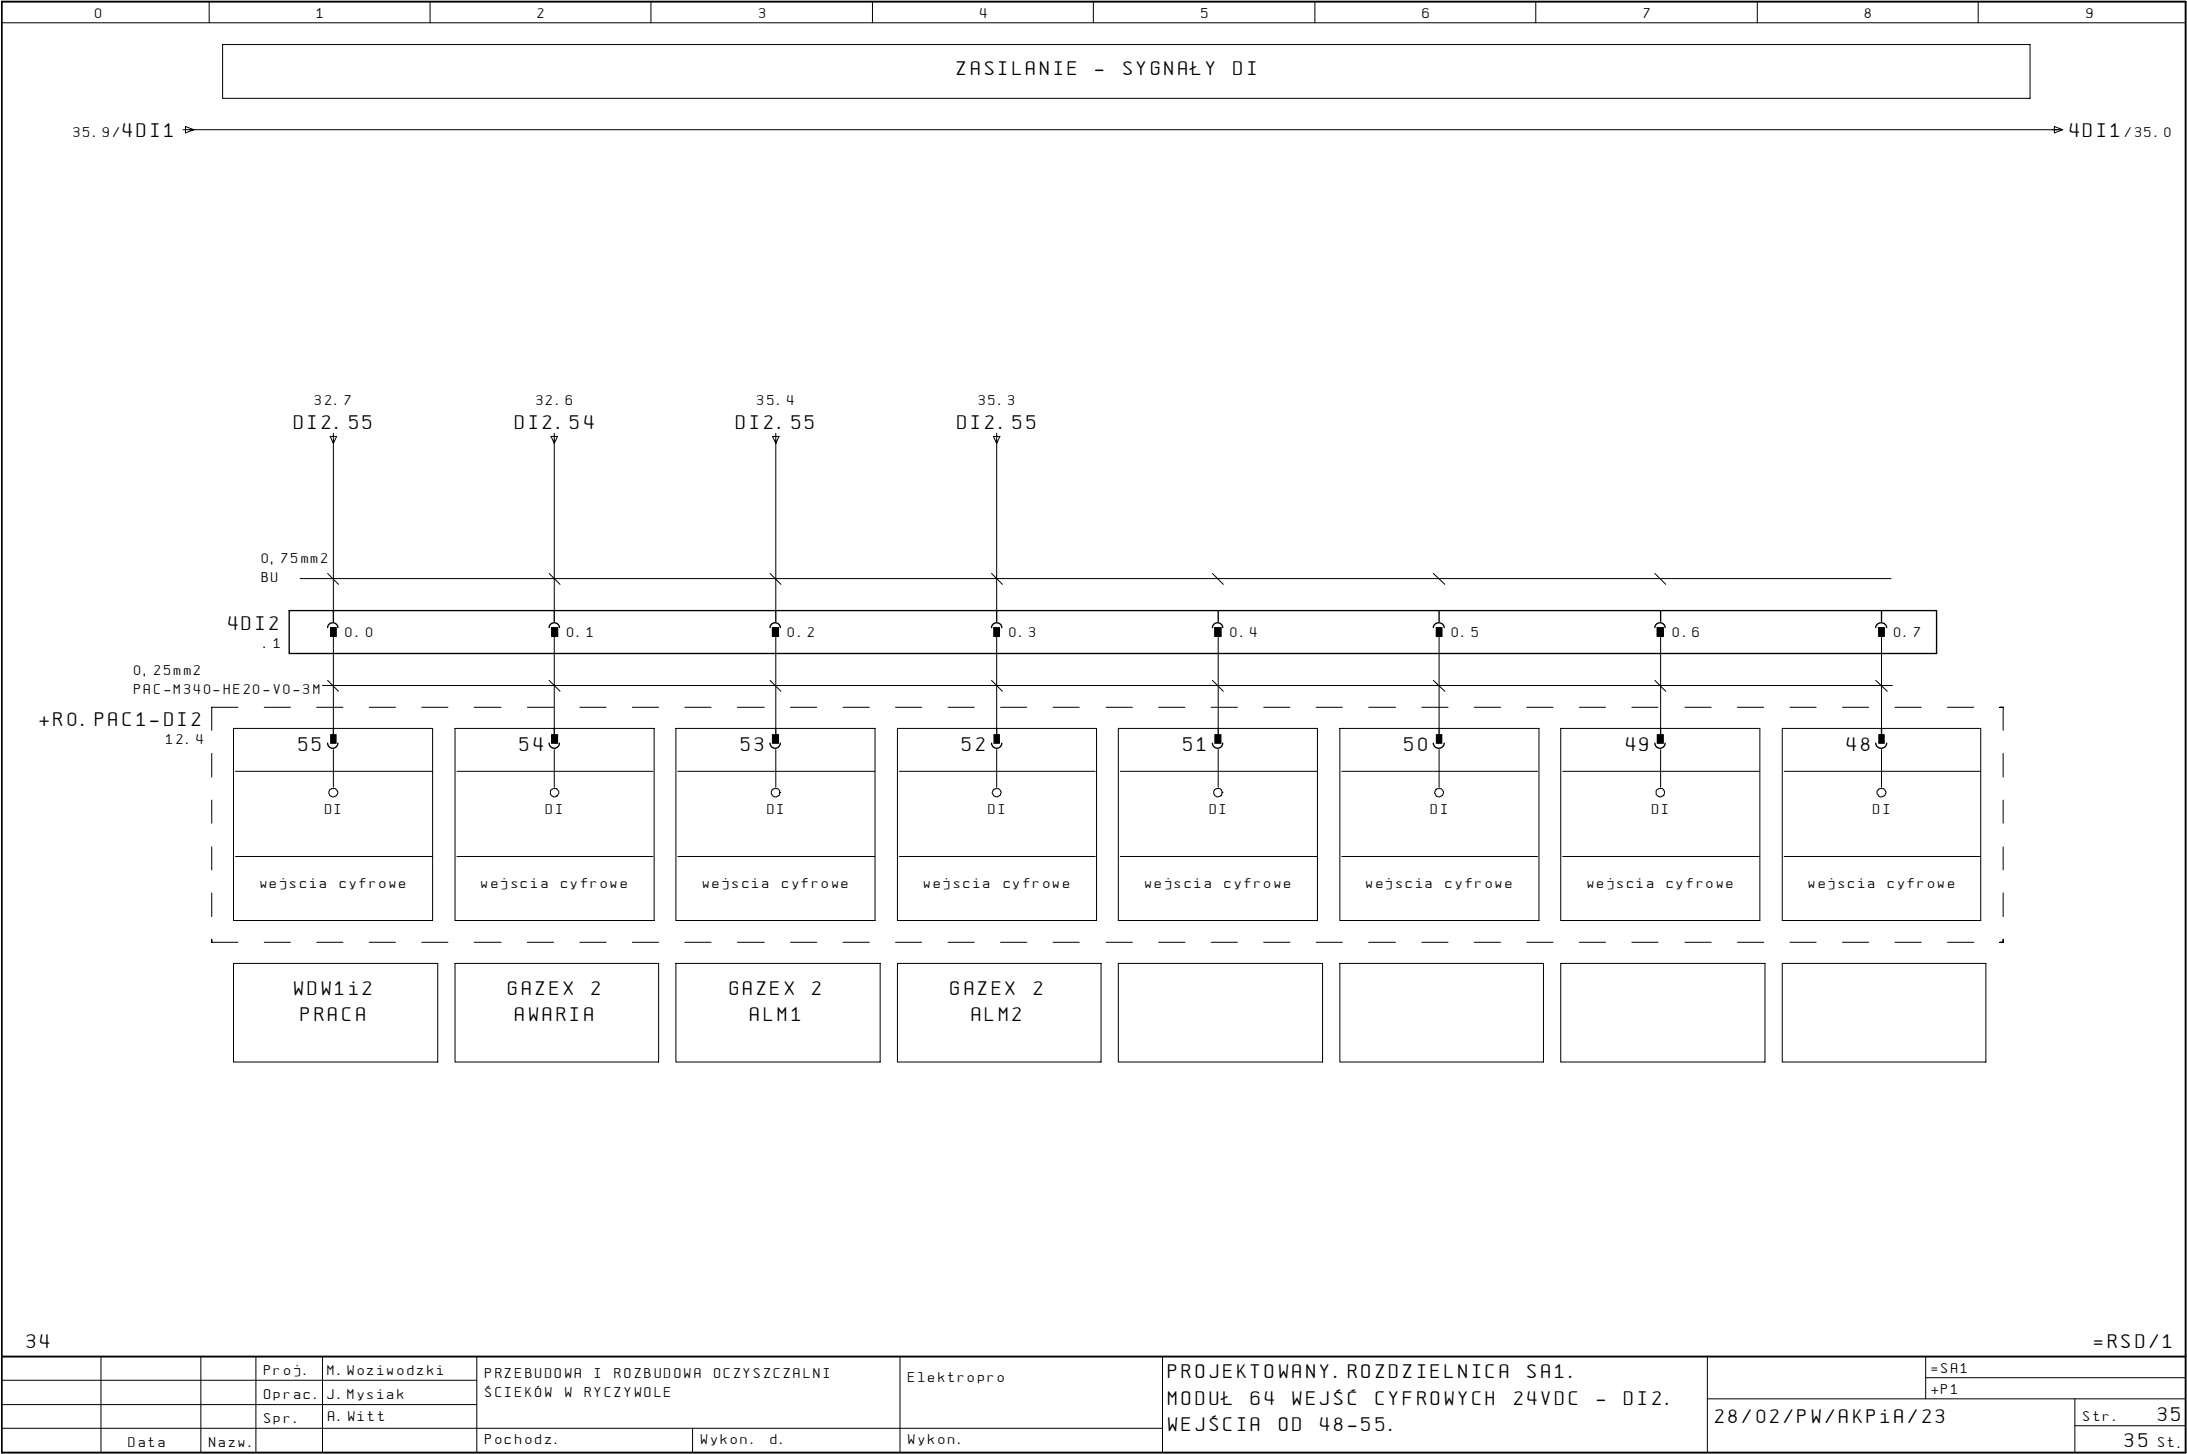 0 1 2 3 4 5 6 7 8 9
ZASILANIE - SYGNAŁY DI
35.9/4DI1 4DI1/35.0
32.7 32.6 35.4 35.3
DI2.55 DI2.54 DI2.55 DI2.55
0,75mm2
BU
4DI2 0.0 0.1 0.2 0.3 0.4 0.5 0.6 0.7
.1
0,25mm2
PAC-M340-HE20-V0-3M
+RO.PAC1-DI2
12.4
55 54 53 52 51 50 49 48
DI DI DI DI DI DI DI DI
wejscia cyfrowe wejscia cyfrowe wejscia cyfrowe wejscia cyfrowe wejscia cyfrowe wejscia cyfrowe wejscia cyfrowe wejscia cyfrowe
WDW1i2 GAZEX 2 GAZEX 2 GAZEX 2
PRACA AWARIA ALM1 ALM2
34 =RSD/1
Proj. M.Woziwodzki
Oprac. J.Mysiak
Spr. A.Witt
Data Nazw.
PRZEBUDOWA I ROZBUDOWA OCZYSZCZALNI
ŚCIEKÓW W RYCZYWOLE
Pochodz. Wykon. d.
Elektropro
Wykon.
PROJEKTOWANY.ROZDZIELNICA SA1.
MODUŁ 64 WEJŚĆ CYFROWYCH 24VDC - DI2.
WEJŚCIA OD 48-55.
=SA1
+P1
28/02/PW/AKPiA/23
Str. 35
35 St.